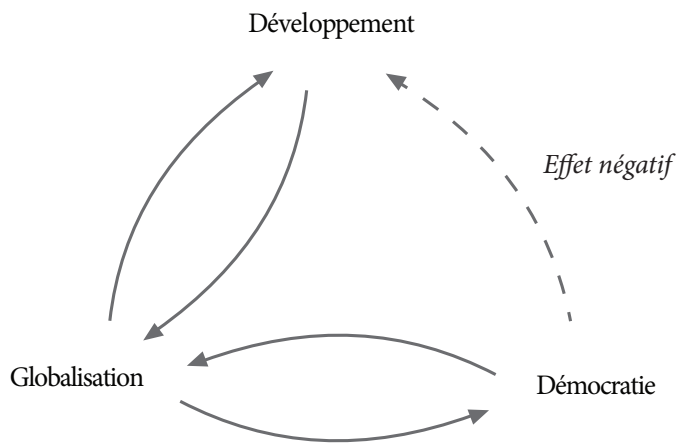 Développement
Effet négatif
Globalisation
Démocratie